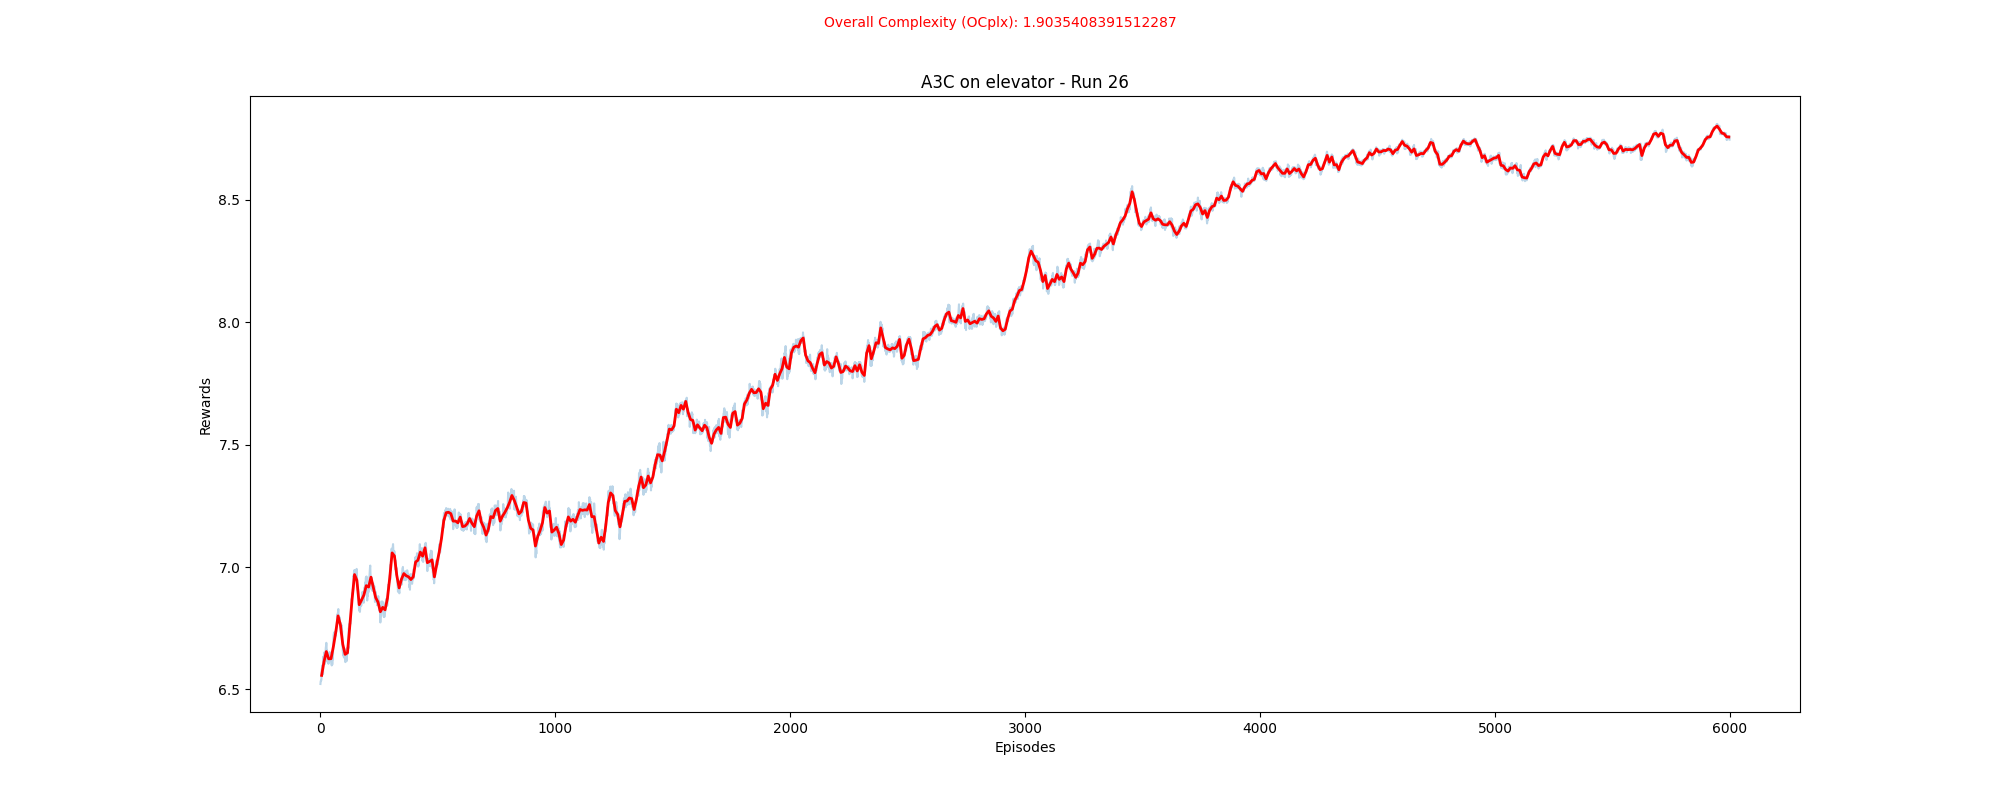 Overall Complexity (OCplx): 1.9035408391512287
A3C on elevator - Run 26
Rewards
8.5
8.0
7.5
7.0
6.5
0 1000 2000 3000 4000 5000 6000
Episodes